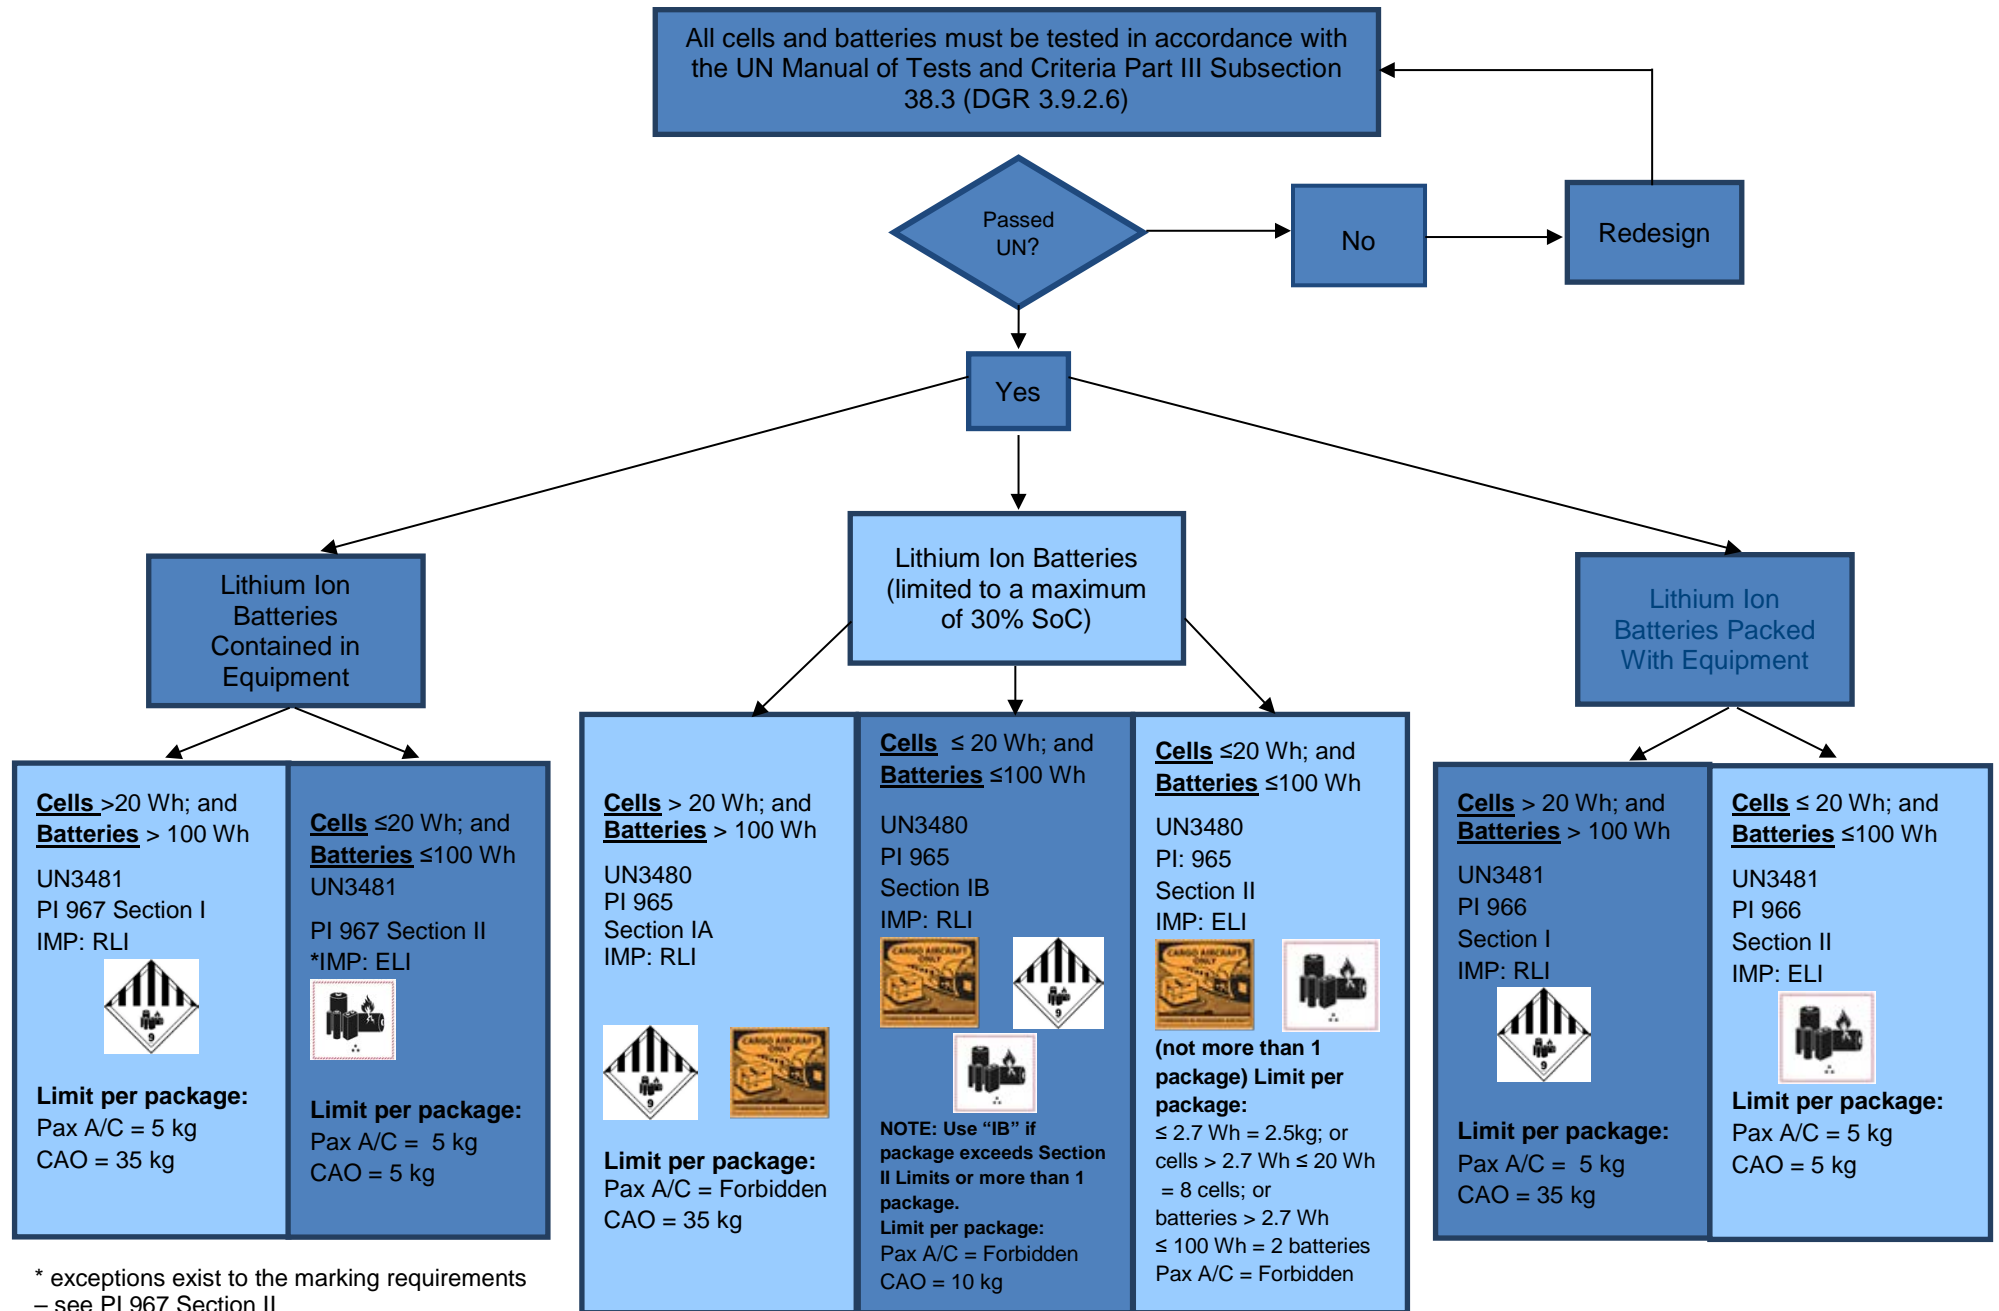 All cells and batteries must be tested in accordance with
the UN Manual of Tests and Criteria Part III Subsection
38.3 (DGR 3.9.2.6)
Passed
UN?
No
Redesign
Yes
Lithium Ion
Batteries
Contained in
Equipment
Lithium Ion Batteries
(limited to a maximum
of 30% SoC)
Lithium Ion
Batteries Packed
With Equipment
Cells >20 Wh; and
Batteries > 100 Wh
UN3481
PI 967 Section I
IMP: RLI
9
Limit per package:
Pax A/C = 5 kg
CAO = 35 kg
Cells ≤20 Wh; and
Batteries ≤100 Wh
UN3481
PI 967 Section II
*IMP: ELI
Limit per package:
Pax A/C =  5 kg
CAO = 5 kg
Cells > 20 Wh; and
Batteries > 100 Wh
UN3480
PI 965
Section IA
IMP: RLI
9
CARGO AIRCRAFT
ONLY
Limit per package:
Pax A/C = Forbidden
CAO = 35 kg
Cells  ≤ 20 Wh; and
Batteries ≤100 Wh
UN3480
PI 965
Section IB
IMP: RLI
CARGO AIRCRAFT
ONLY
9
NOTE: Use “IB” if
package exceeds Section
II Limits or more than 1
package.
Limit per package:
Pax A/C = Forbidden
CAO = 10 kg
Cells ≤20 Wh; and
Batteries ≤100 Wh
UN3480
PI: 965
Section II
IMP: ELI
CARGO AIRCRAFT
ONLY
(not more than 1
package) Limit per
package:
≤ 2.7 Wh = 2.5kg; or
cells > 2.7 Wh ≤ 20 Wh
= 8 cells; or
batteries > 2.7 Wh
≤ 100 Wh = 2 batteries
Pax A/C = Forbidden
Cells > 20 Wh; and
Batteries > 100 Wh
UN3481
PI 966
Section I
IMP: RLI
9
Limit per package:
Pax A/C =  5 kg
CAO = 35 kg
Cells ≤ 20 Wh; and
Batteries ≤100 Wh
UN3481
PI 966
Section II
IMP: ELI
Limit per package:
Pax A/C = 5 kg
CAO = 5 kg
* exceptions exist to the marking requirements
– see PI 967 Section II